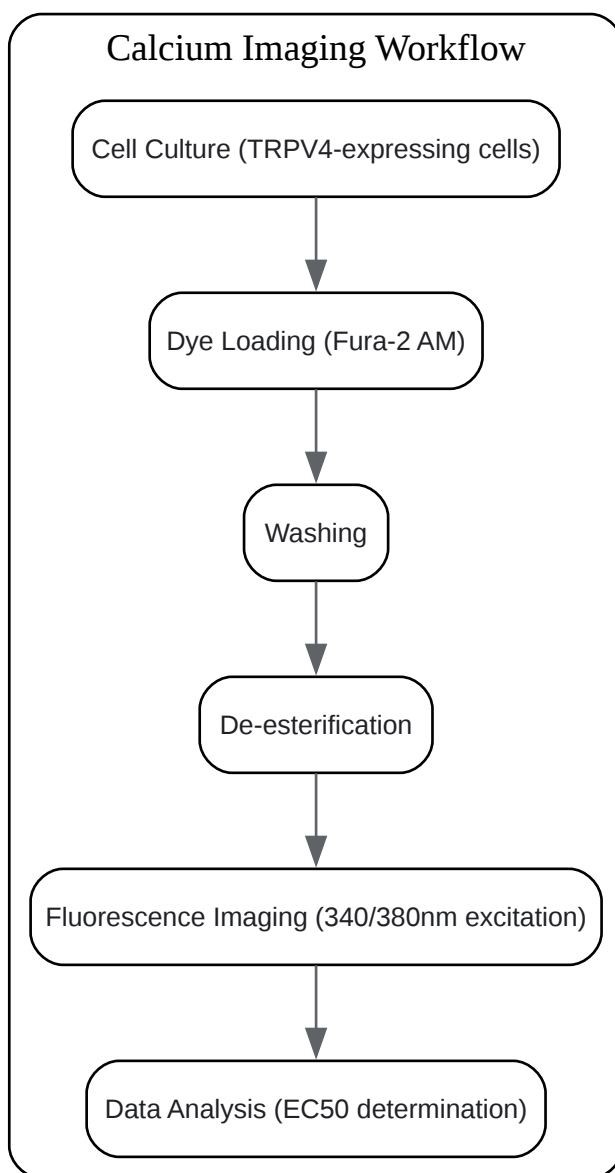 Calcium Imaging Workflow
Cell Culture (TRPV4-expressing cells)
Dye Loading (Fura-2 AM)
Washing
De-esterification
Fluorescence Imaging (340/380nm excitation)
Data Analysis (EC50 determination)